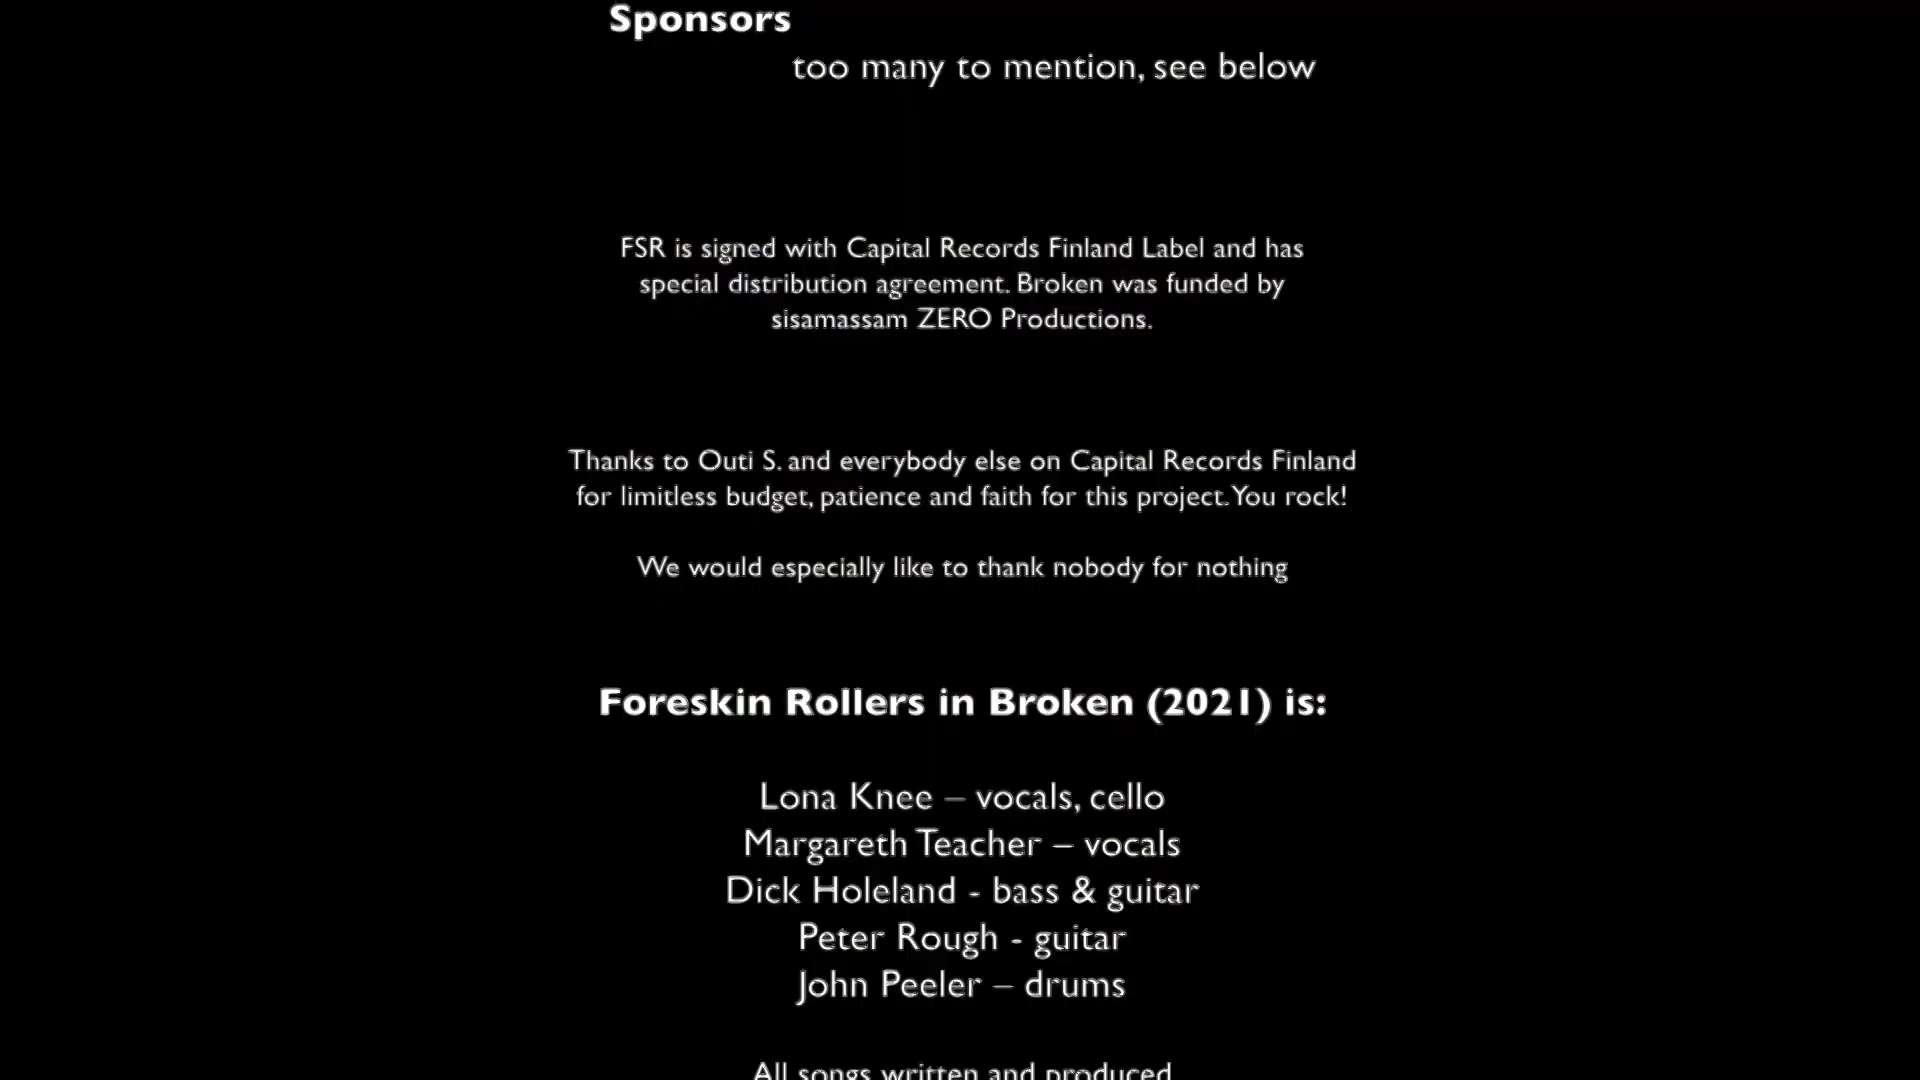 Sponsors
too many to mention, see below
FSR is signed with Capital Records Finland Label and has
special distribution agreement. Broken was funded by
sisamassam ZERO Productions.
Thanks to Outi S. and everybody else on Capital Records Finland
for limitless budget, patience and faith for this project. You rock!
We would especially like to thank nobody for nothing
Foreskin Rollers in Broken (2021) is:
Lona Knee – vocals, cello
Margareth Teacher – vocals
Dick Holeland - bass & guitar
Peter Rough - guitar
John Peeler – drums
All songs written and produced